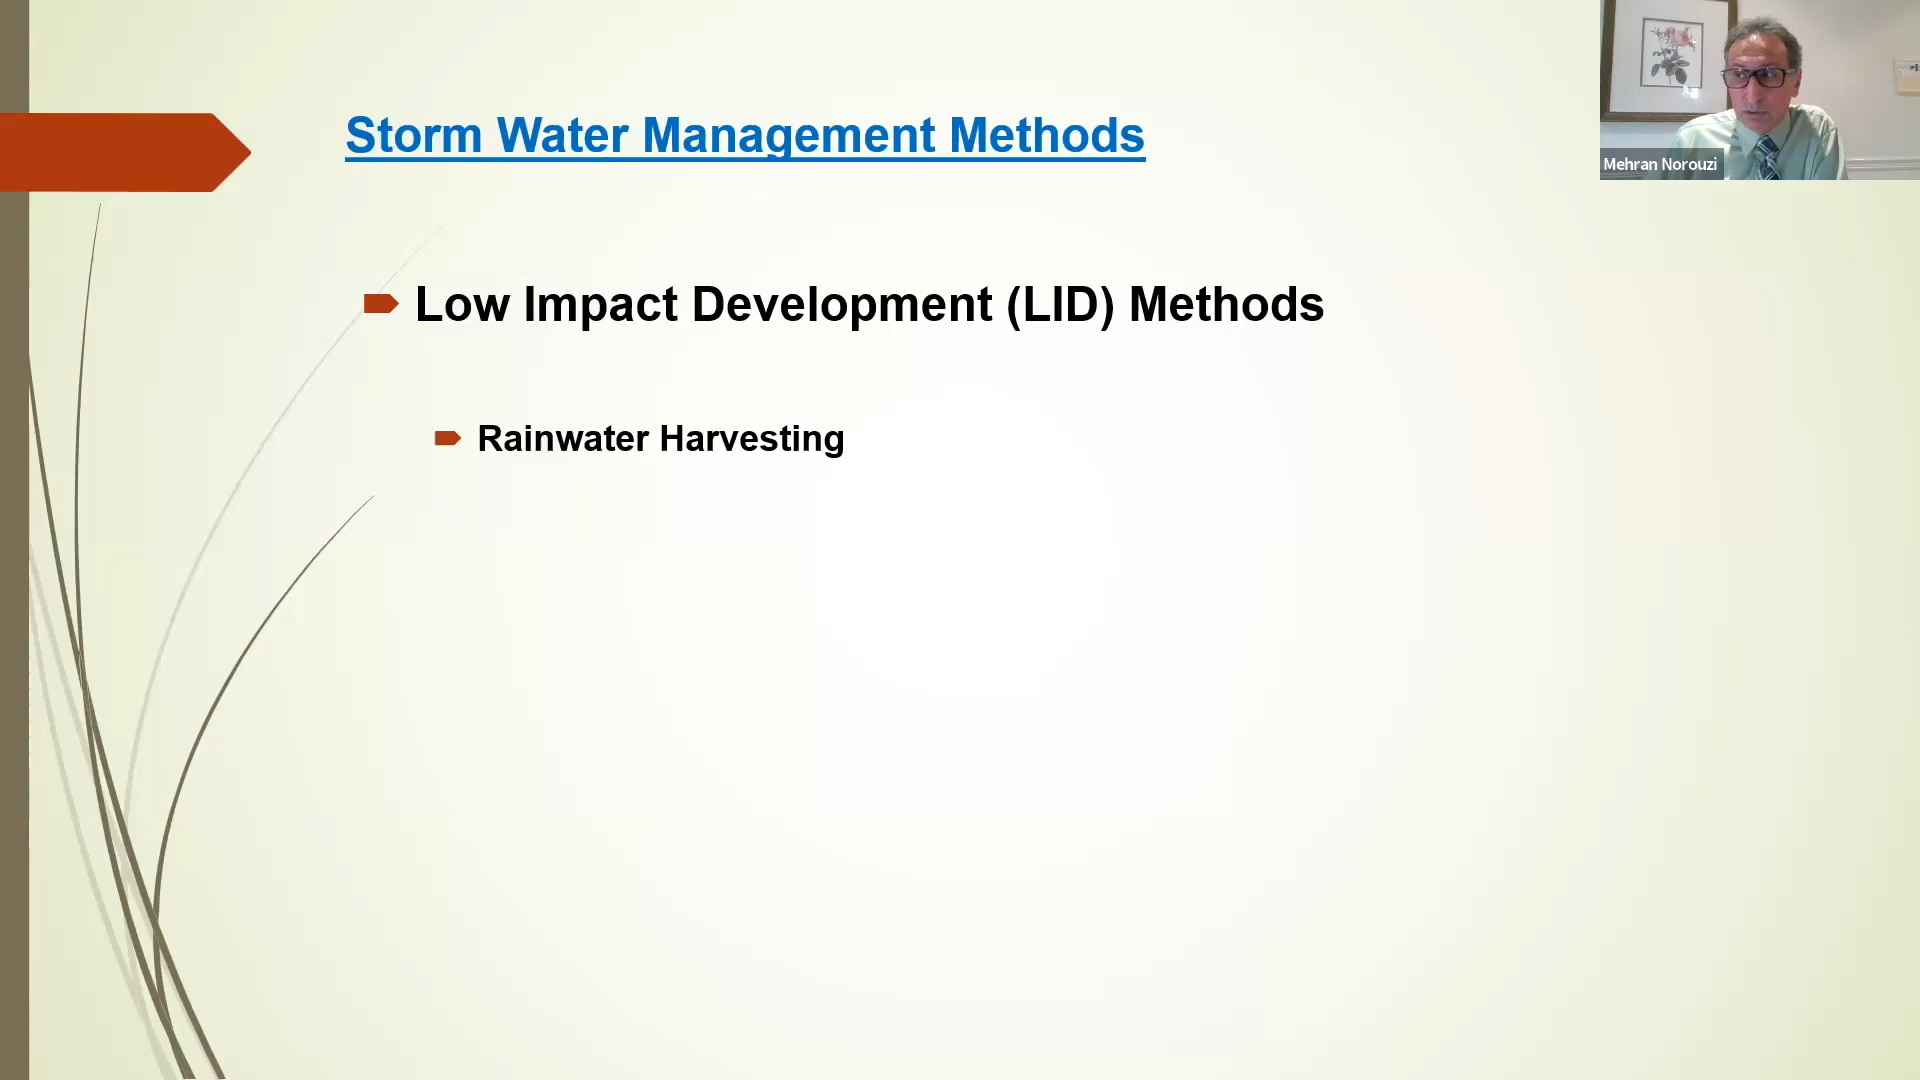 Storm Water Management Methods
Low Impact Development (LID) Methods
Rainwater Harvesting
Mehran Norouzi